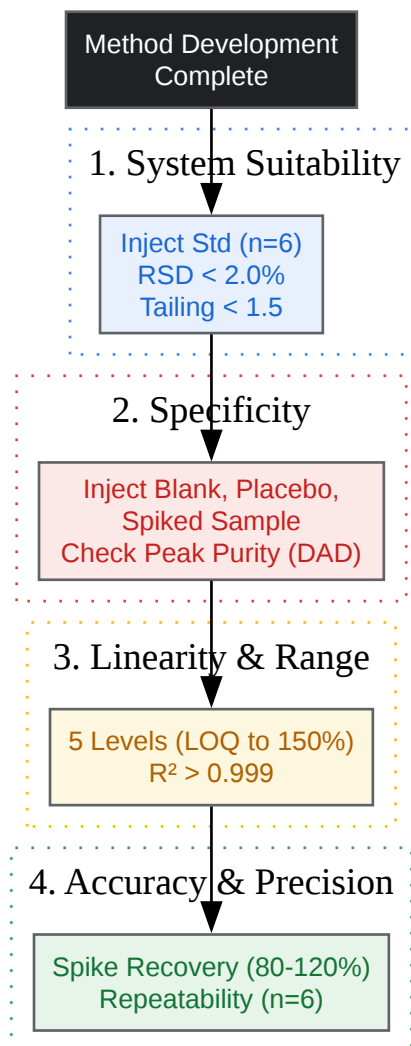 Method Development
Complete
1. System Suitability
Inject Std (n=6)
RSD < 2.0%
Tailing < 1.5
2. Specificity
Inject Blank, Placebo,
Spiked Sample
Check Peak Purity (DAD)
3. Linearity & Range
5 Levels (LOQ to 150%)
R² > 0.999
4. Accuracy & Precision
Spike Recovery (80-120%)
Repeatability (n=6)